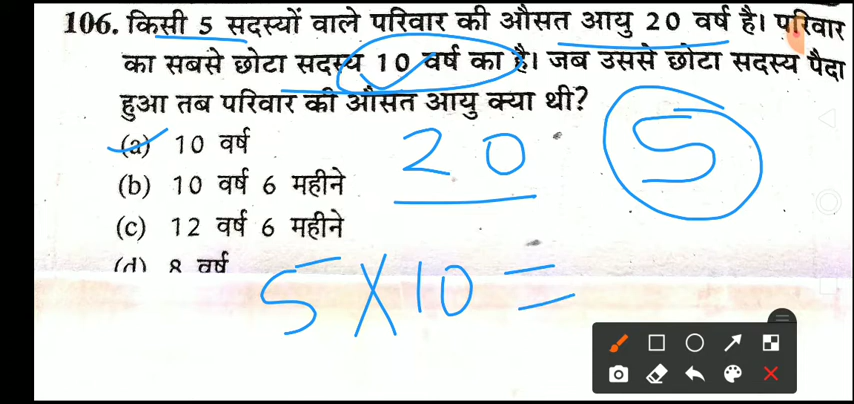 106. किसी 5 सदस्यों वाले परिवार की औसत आयु 20 वर्ष है। परिवार
का सबसे छोटा सदस्य 10 वर्ष का है। जब उससे छोटा सदस्य पैदा
हुआ तब परिवार की औसत आयु क्या थी?
(a) 10 वर्ष
(b) 10 वर्ष 6 महीने
(c) 12 वर्ष 6 महीने
(d) 8 वर्ष
20
5
5 X 10 =